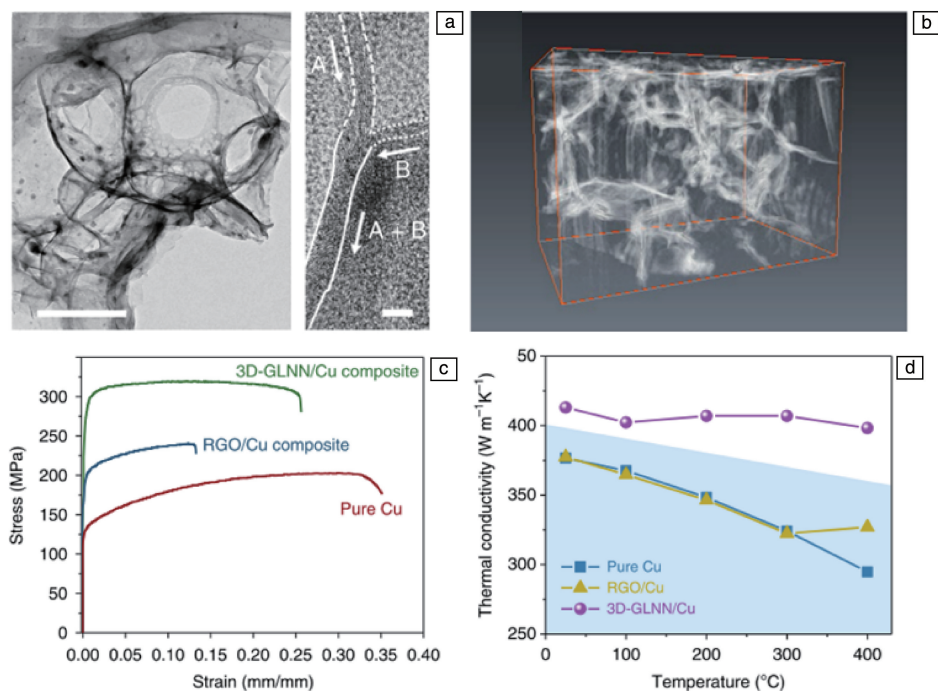 a
A
B
A + B
b
c
300
250
200
150
100
50
0
Stress (MPa)
3D-GLNN/Cu composite
RGO/Cu composite
Pure Cu
0.00 0.05 0.10 0.15 0.20 0.25 0.30 0.35 0.40
Strain (mm/mm)
d
450
400
350
300
250
Thermal conductivity (W m⁻¹K⁻¹)
Pure Cu
RGO/Cu
3D-GLNN/Cu
0 100 200 300 400
Temperature (°C)